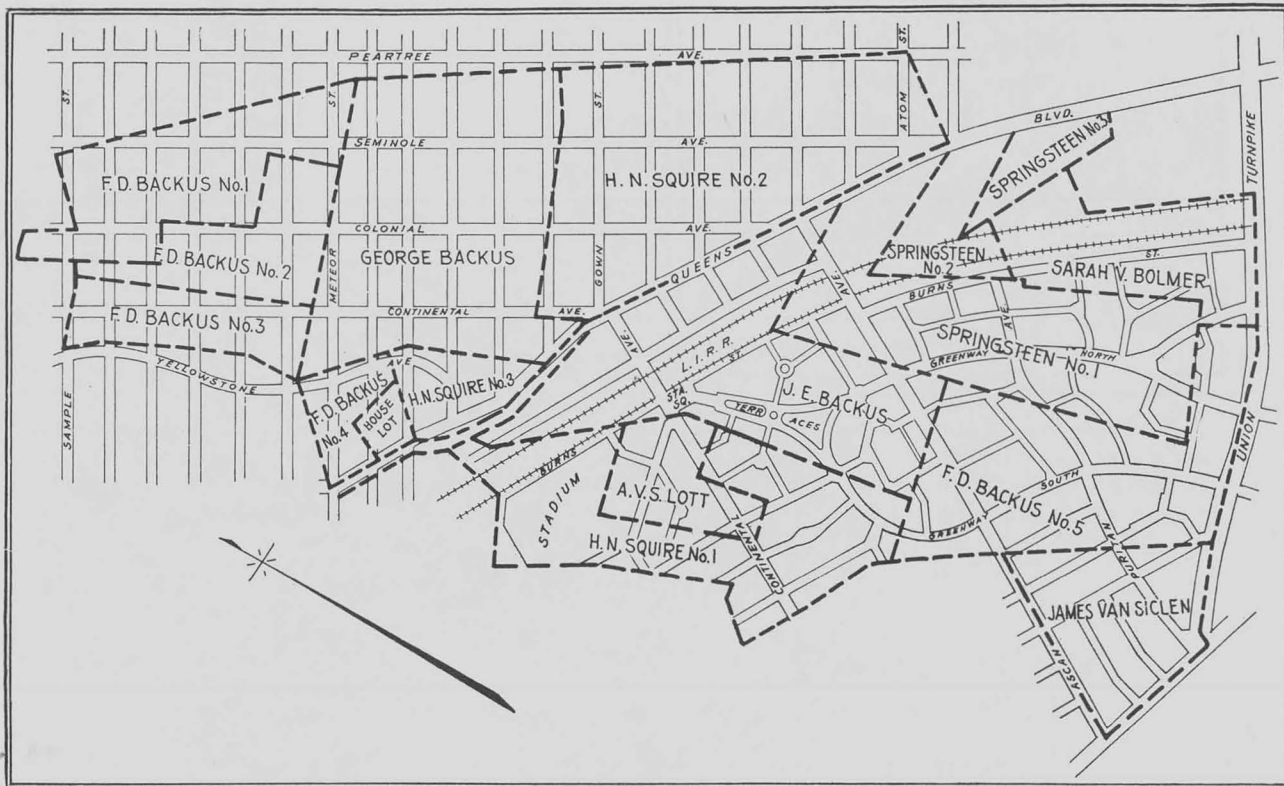 PEARTREE AVE.
ST. ST. ST. ATOM ST.
BLVD.
TURNPIKE
SEMINOLE AVE.
SPRINGSTEEN No.3
F.D. BACKUS No.1
H.N. SQUIRE No.2
COLONIAL AVE.
QUEENS
F.D. BACKUS No.2
METEOR
GEORGE BACKUS
GOWN
AVE.
SPRINGSTEEN No.2
ST.
SARAH V. BOLMER
BURNS
CONTINENTAL AVE.
F.D. BACKUS No.3
AVE.
L.I.R.R.
ST.
AVE.
SPRINGSTEEN No.1
GREENWAY NORTH
YELLOWSTONE AVE
F.D. BACKUS No.4
HOUSE LOT
H.N. SQUIRE No.3
STA. SQ.
TERRACES
J.E. BACKUS
SAMPLE
UNION
BURNS
STADIUM
A.V.S. LOTT
F.D. BACKUS No.5
SOUTH
GREENWAY
H.N. SQUIRE No.1
CONTINENTAL
PURITAN
JAMES VAN SICLEN
ASCAN